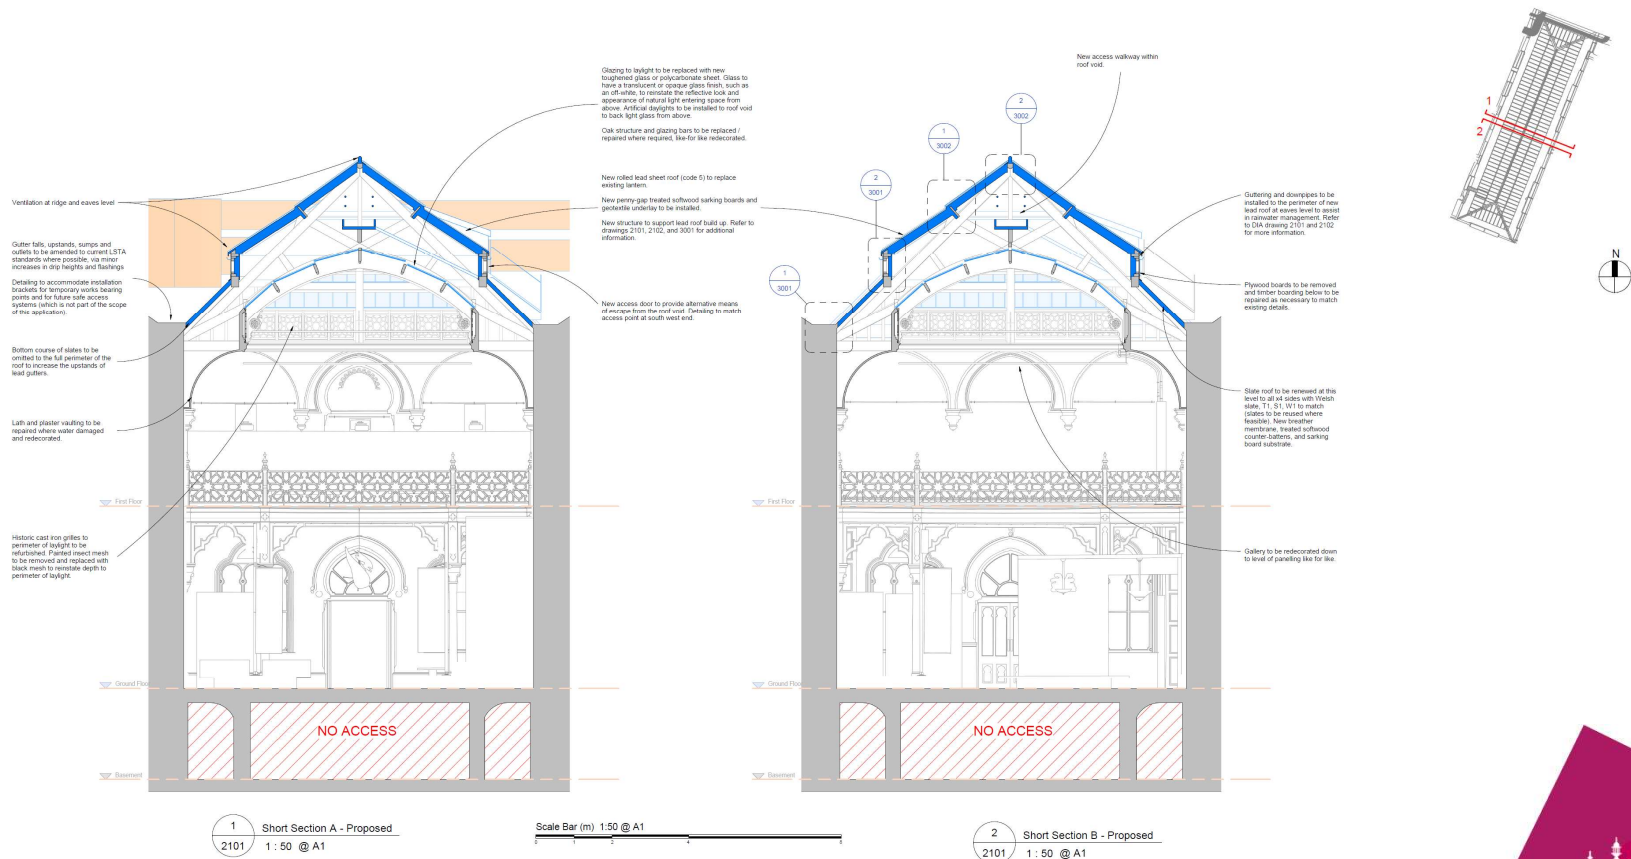 Ventilation at ridge and eaves level
Gutter falls, upstands, sumps and
outlets to be amended to current LSTA
standards where possible, via minor
increases in drip heights and flashings
Detailing to accommodate installation
brackets for temporary works bearing
points and for future safe access
systems (which is not part of the scope
of this application).
Bottom course of slates to be
omitted to the full perimeter of the
roof to increase the upstands of
lead gutters.
Lath and plaster vaulting to be
repaired where water damaged
and redecorated.
Historic cast iron grilles to
perimeter of laylight to be
refurbished. Painted insect mesh
to be removed and replaced with
black mesh to reinstate depth to
perimeter of laylight.
First Floor
Ground Floo
Basement
NO ACCESS
1
2101
Short Section A - Proposed
1 : 50 @ A1
Glazing to laylight to be replaced with new
toughened glass or polycarbonate sheet. Glass to
have a translucent or opaque glass finish, such as
an off-white, to reinstate the reflective look and
appearance of natural light entering space from
above. Artificial daylights to be installed to roof void
to back light glass from above.
Oak structure and glazing bars to be replaced /
repaired where required, like-for like redecorated.
New rolled lead sheet roof (code 5) to replace
existing lantern.
New penny-gap treated softwood sarking boards and
geotextile underlay to be installed.
New structure to support lead roof build up. Refer to
drawings 2101, 2102, and 3001 for additional
information.
New access door to provide alternative means
of escape from the roof void. Detailing to match
access point at south west end.
Scale Bar (m) 1:50 @ A1
0 1 2 4 8
1
3001
2
3001
1
3002
2
3002
New access walkway within
roof void.
Guttering and downpipes to be
installed to the perimeter of new
lead roof at eaves level to assist
in rainwater management. Refer
to DIA drawing 2101 and 2102
for more information.
Plywood boards to be removed
and timber boarding below to be
repaired as necessary to match
existing details.
Slate roof to be renewed at this
level to all x4 sides with Welsh
slate, T1, S1, W1 to match
(slates to be reused where
feasible). New breather
membrane, treated softwood
counter-battens, and sarking
board substrate.
Gallery to be redecorated down
to level of panelling like for like.
First Floor
Ground Floo
Basement
NO ACCESS
2
2101
Short Section B - Proposed
1 : 50 @ A1
1
2
N